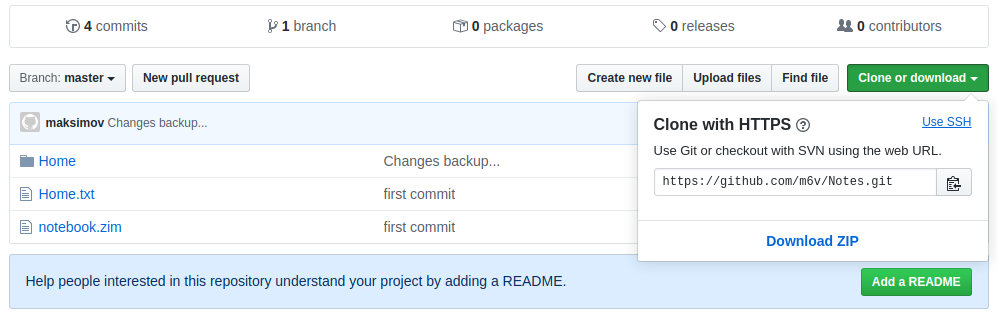 4 commits 1 branch 0 packages 0 releases 0 contributors
Branch: master New pull request Create new file Upload files Find file Clone or download
maksimov Changes backup...
Home Changes backup...
Home.txt first commit
notebook.zim first commit
Clone with HTTPS Use SSH
Use Git or checkout with SVN using the web URL.
https://github.com/m6v/Notes.git
Download ZIP
Help people interested in this repository understand your project by adding a README. Add a README